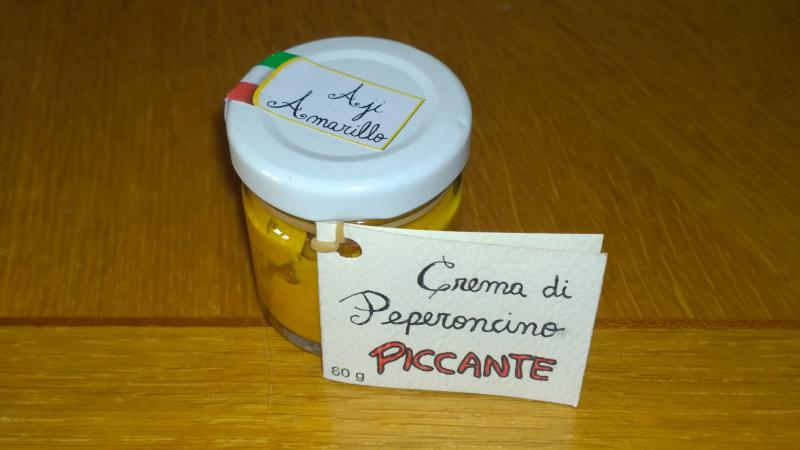 Aji
Amarillo
Crema di
Peperoncino
PICCANTE
80 g